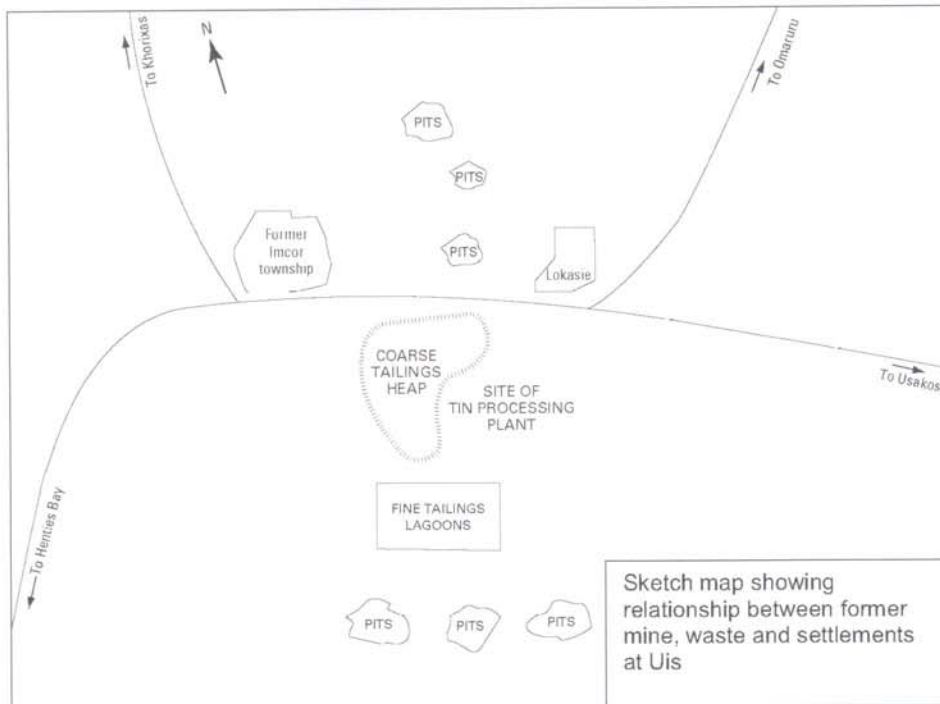 To Khorixas
N
To Omaruru
PITS
PITS
PITS
Former
Imcor
township
Lokasie
COARSE
TAILINGS
HEAP
SITE OF
TIN PROCESSING
PLANT
To Usakos
FINE TAILINGS
LAGOONS
To Henties Bay
PITS
PITS
PITS
Sketch map showing
relationship between former
mine, waste and settlements
at Uis